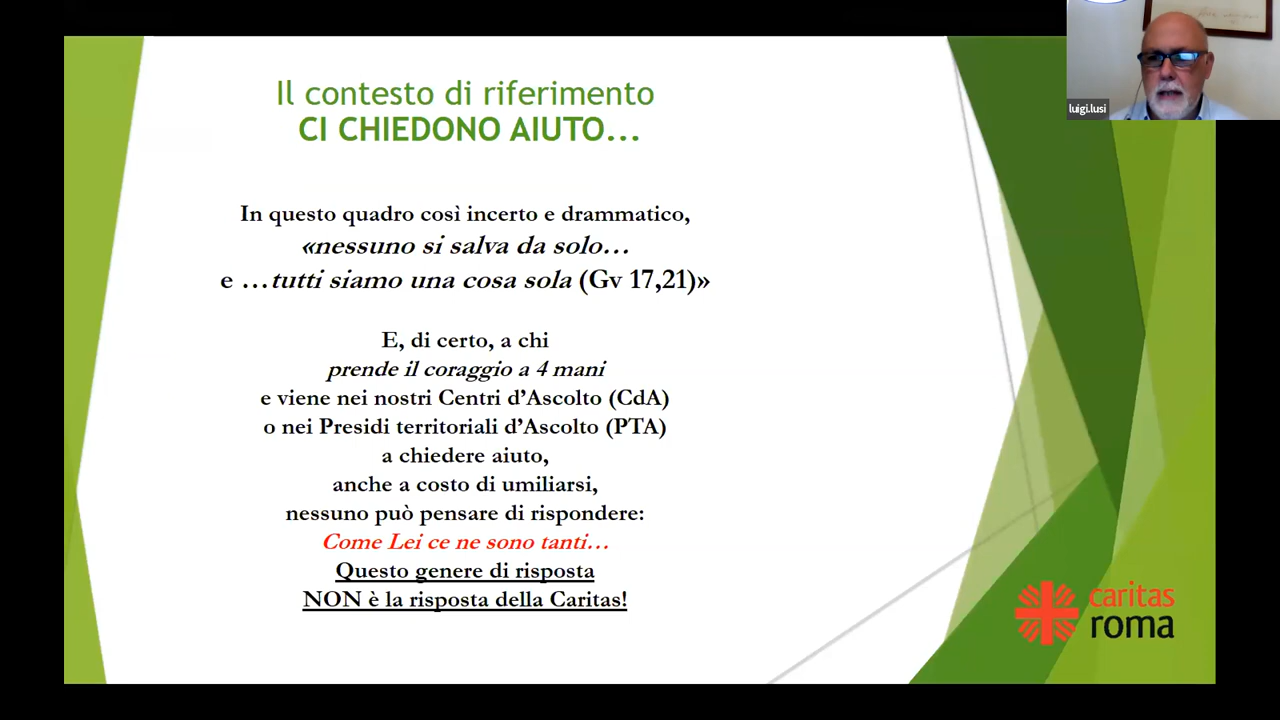 Il contesto di riferimento
CI CHIEDONO AIUTO...
In questo quadro così incerto e drammatico,
«nessuno si salva da solo…
e …tutti siamo una cosa sola (Gv 17,21)»
E, di certo, a chi
prende il coraggio a 4 mani
e viene nei nostri Centri d’Ascolto (CdA)
o nei Presidi territoriali d’Ascolto (PTA)
a chiedere aiuto,
anche a costo di umiliarsi,
nessuno può pensare di rispondere:
Come Lei ce ne sono tanti…
Questo genere di risposta
NON è la risposta della Caritas!
luigi.lusi
caritas
roma